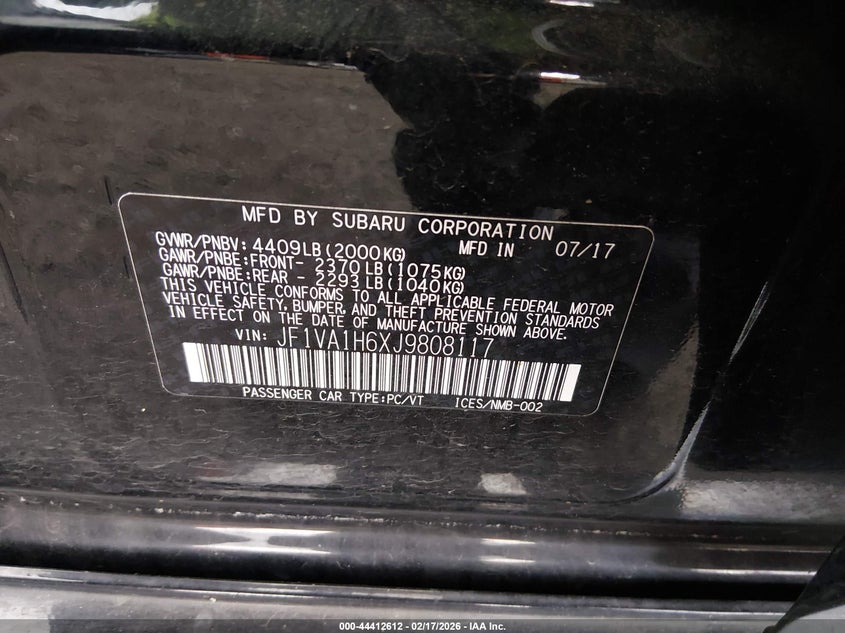 MFD BY SUBARU CORPORATION
GVWR/PNBV: 4409LB(2000KG) MFD IN 07/17
GAWR/PNBE:FRONT- 2370LB(1075KG)
GAWR/PNBE:REAR - 2293LB(1040KG)
THIS VEHICLE CONFORMS TO ALL APPLICABLE FEDERAL MOTOR
VEHICLE SAFETY, BUMPER, AND THEFT PREVENTION STANDARDS
IN EFFECT ON THE DATE OF MANUFACTURE SHOWN ABOVE.
VIN: JF1VA1H6XJ9808117
PASSENGER CAR TYPE:PC/VT ICES/NMB-002
000-44412612 - 02/17/2026 - IAA Inc.